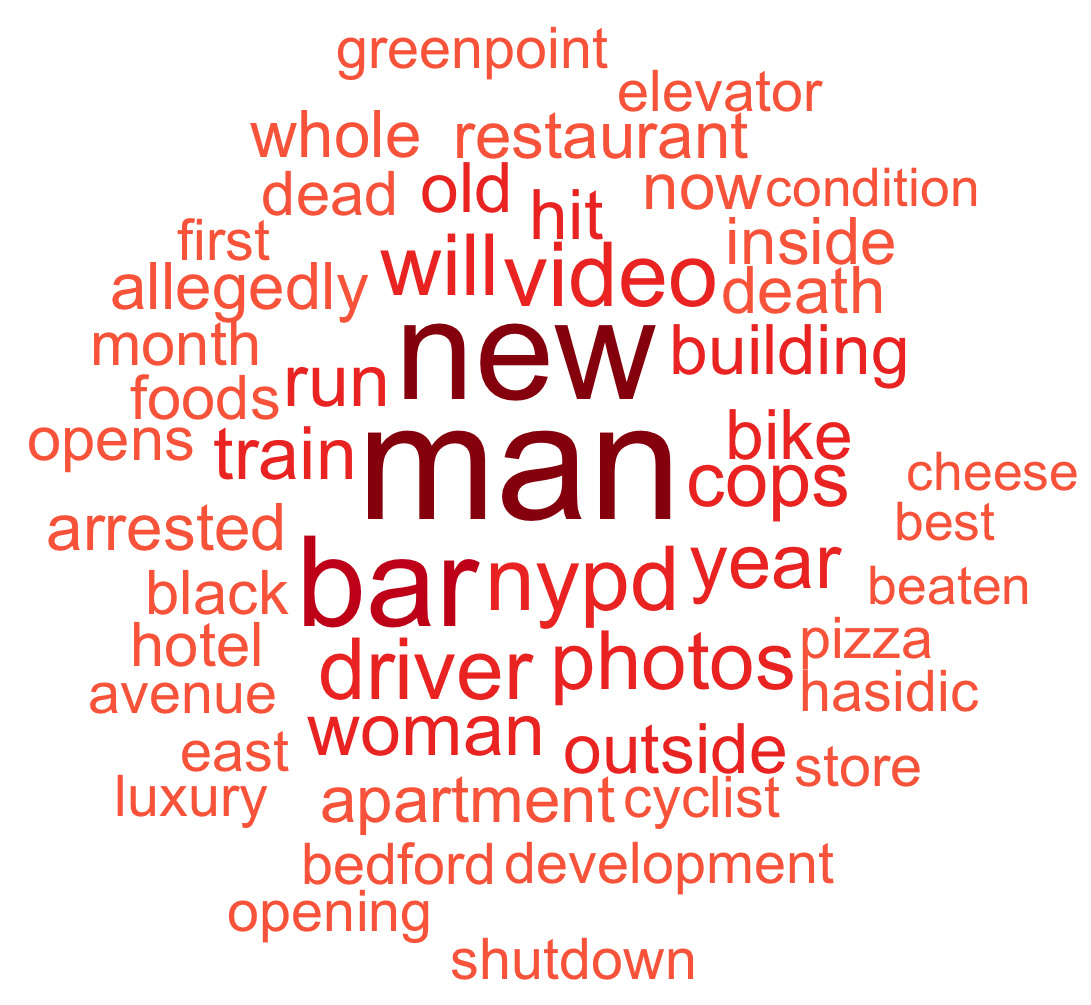 greenpoint
elevator
whole restaurant
dead old hit now condition
first will video inside
allegedly death
month new building
foods run
opens train man bike
cops cheese
arrested best
black bar nypd year beaten
hotel driver photos pizza
avenue hasidic
woman outside
east store
luxury apartment cyclist
bedford development
opening
shutdown